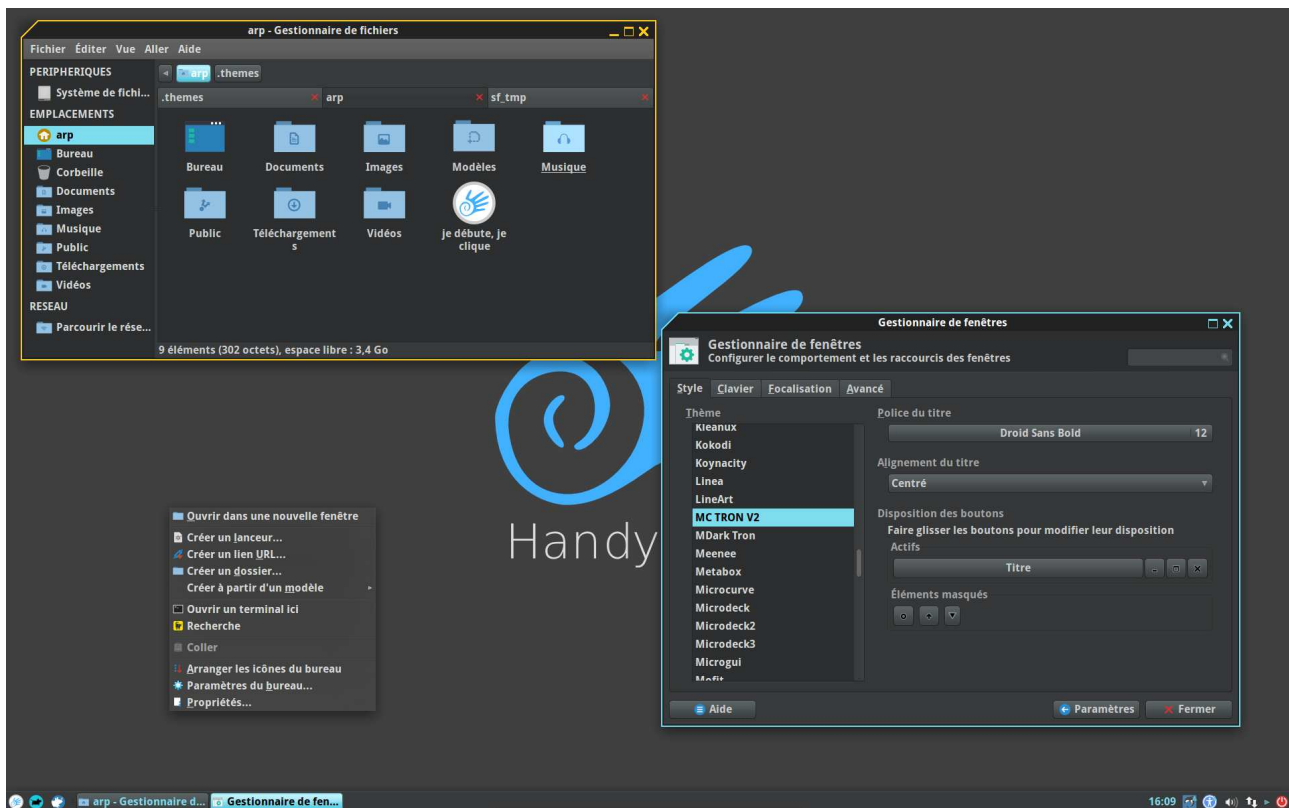 arp - Gestionnaire de fichiers
Fichier Éditer Vue Aller Aide
PERIPHERIQUES
arp .themes
Système de fichi...
.themes arp sf_tmp
EMPLACEMENTS
arp
Bureau
Corbeille
Documents
Images
Musique
Public
Téléchargements
Vidéos
RESEAU
Parcourir le rése...
Bureau Documents Images Modèles Musique
Public Téléchargement
s Vidéos je débute, je
clique
9 éléments (302 octets), espace libre : 3,4 Go
Handy
Ouvrir dans une nouvelle fenêtre
Créer un lanceur...
Créer un lien URL...
Créer un dossier...
Créer à partir d'un modèle
Ouvrir un terminal ici
Recherche
Coller
Arranger les icônes du bureau
Paramètres du bureau...
Propriétés...
Gestionnaire de fenêtres
Gestionnaire de fenêtres
Configurer le comportement et les raccourcis des fenêtres
Style Clavier Focalisation Avancé
Thème
Kleanux
Kokodi
Koynacity
Linea
LineArt
MC TRON V2
MDark Tron
Meenee
Metabox
Microcurve
Microdeck
Microdeck2
Microdeck3
Microgui
Mofit
Police du titre
Droid Sans Bold 12
Alignement du titre
Centré
Disposition des boutons
Faire glisser les boutons pour modifier leur disposition
Actifs
Titre
Éléments masqués
Aide Paramètres Fermer
arp - Gestionnaire d... Gestionnaire de fen... 16:09